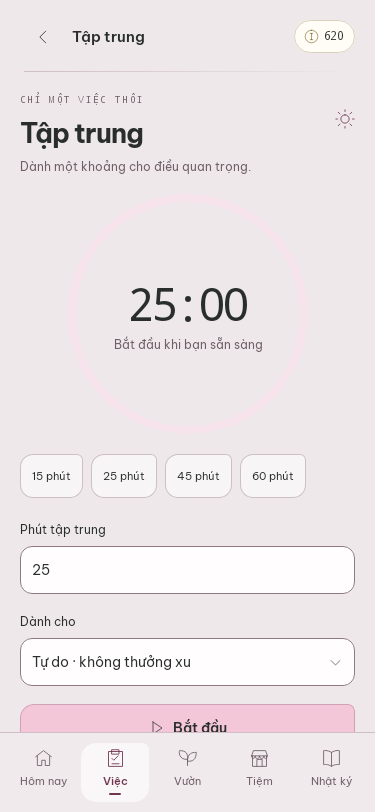 Tập trung
620
CHỈ MỘT VIỆC THÔI
Tập trung
Dành một khoảng cho điều quan trọng.
25:00
Bắt đầu khi bạn sẵn sàng
15 phút
25 phút
45 phút
60 phút
Phút tập trung
25
Dành cho
Tự do · không thưởng xu
Bắt đầu
Hôm nay
Việc
Vườn
Tiệm
Nhật ký